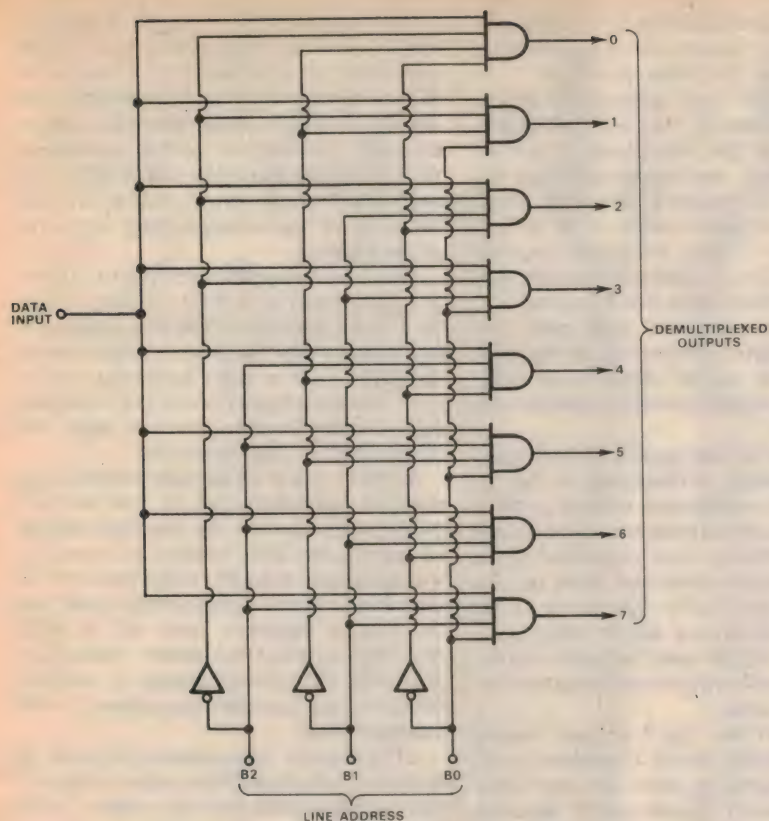 0
1
2
3
DATA
INPUT
DEMULTIPLEXED
OUTPUTS
4
5
6
7
B2
B1
B0
LINE ADDRESS